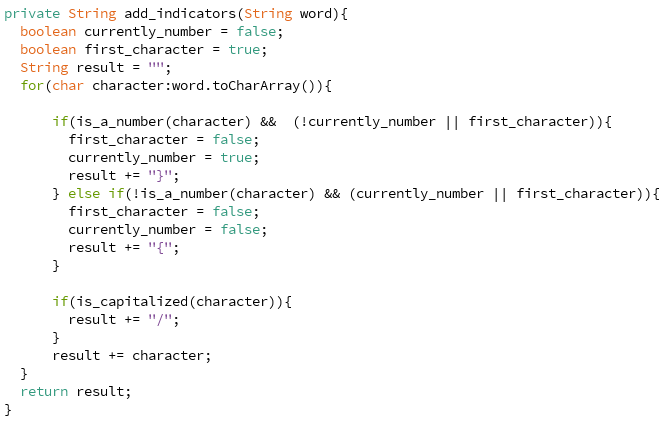 private String add_indicators(String word){
  boolean currently_number = false;
  boolean first_character = true;
  String result = "";
  for(char character:word.toCharArray()){

      if(is_a_number(character) &&  (!currently_number || first_character)){
        first_character = false;
        currently_number = true;
        result += "}";
      } else if(!is_a_number(character) && (currently_number || first_character)){
        first_character = false;
        currently_number = false;
        result += "{";
      }

      if(is_capitalized(character)){
        result += "/";
      }
      result += character;
  }
  return result;
}